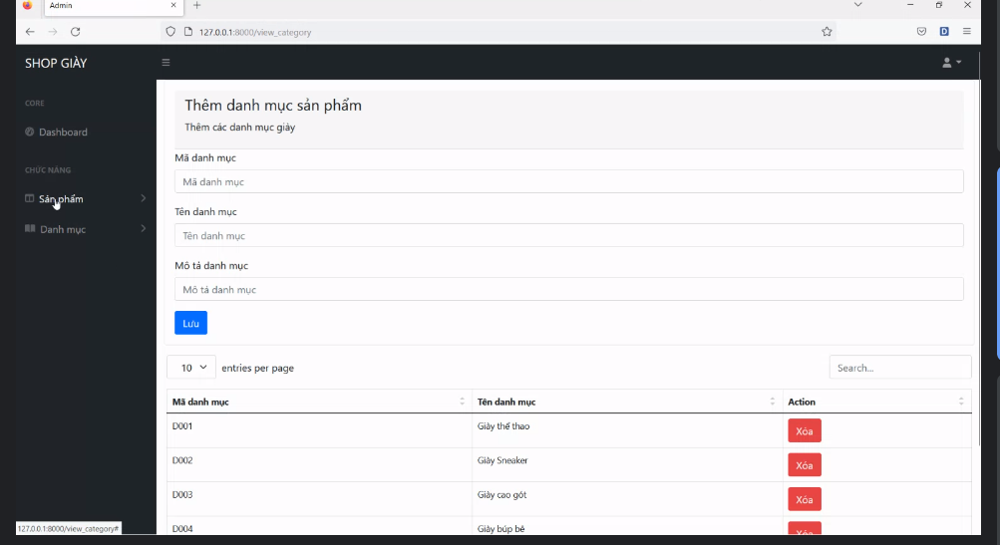 Admin
127.0.0.1:8000/view_category
SHOP GIÀY
CORE
Dashboard
CHỨC NĂNG
Sản phẩm
Danh mục
Thêm danh mục sản phẩm
Thêm các danh mục giày
Mã danh mục
Mã danh mục
Tên danh mục
Tên danh mục
Mô tả danh mục
Mô tả danh mục
Lưu
10 entries per page
Search...
Mã danh mục Tên danh mục Action
D001 Giày thể thao Xóa
D002 Giày Sneaker Xóa
D003 Giày cao gót Xóa
D004 Giày búp bê Xóa
127.0.0.1:8000/view_category#